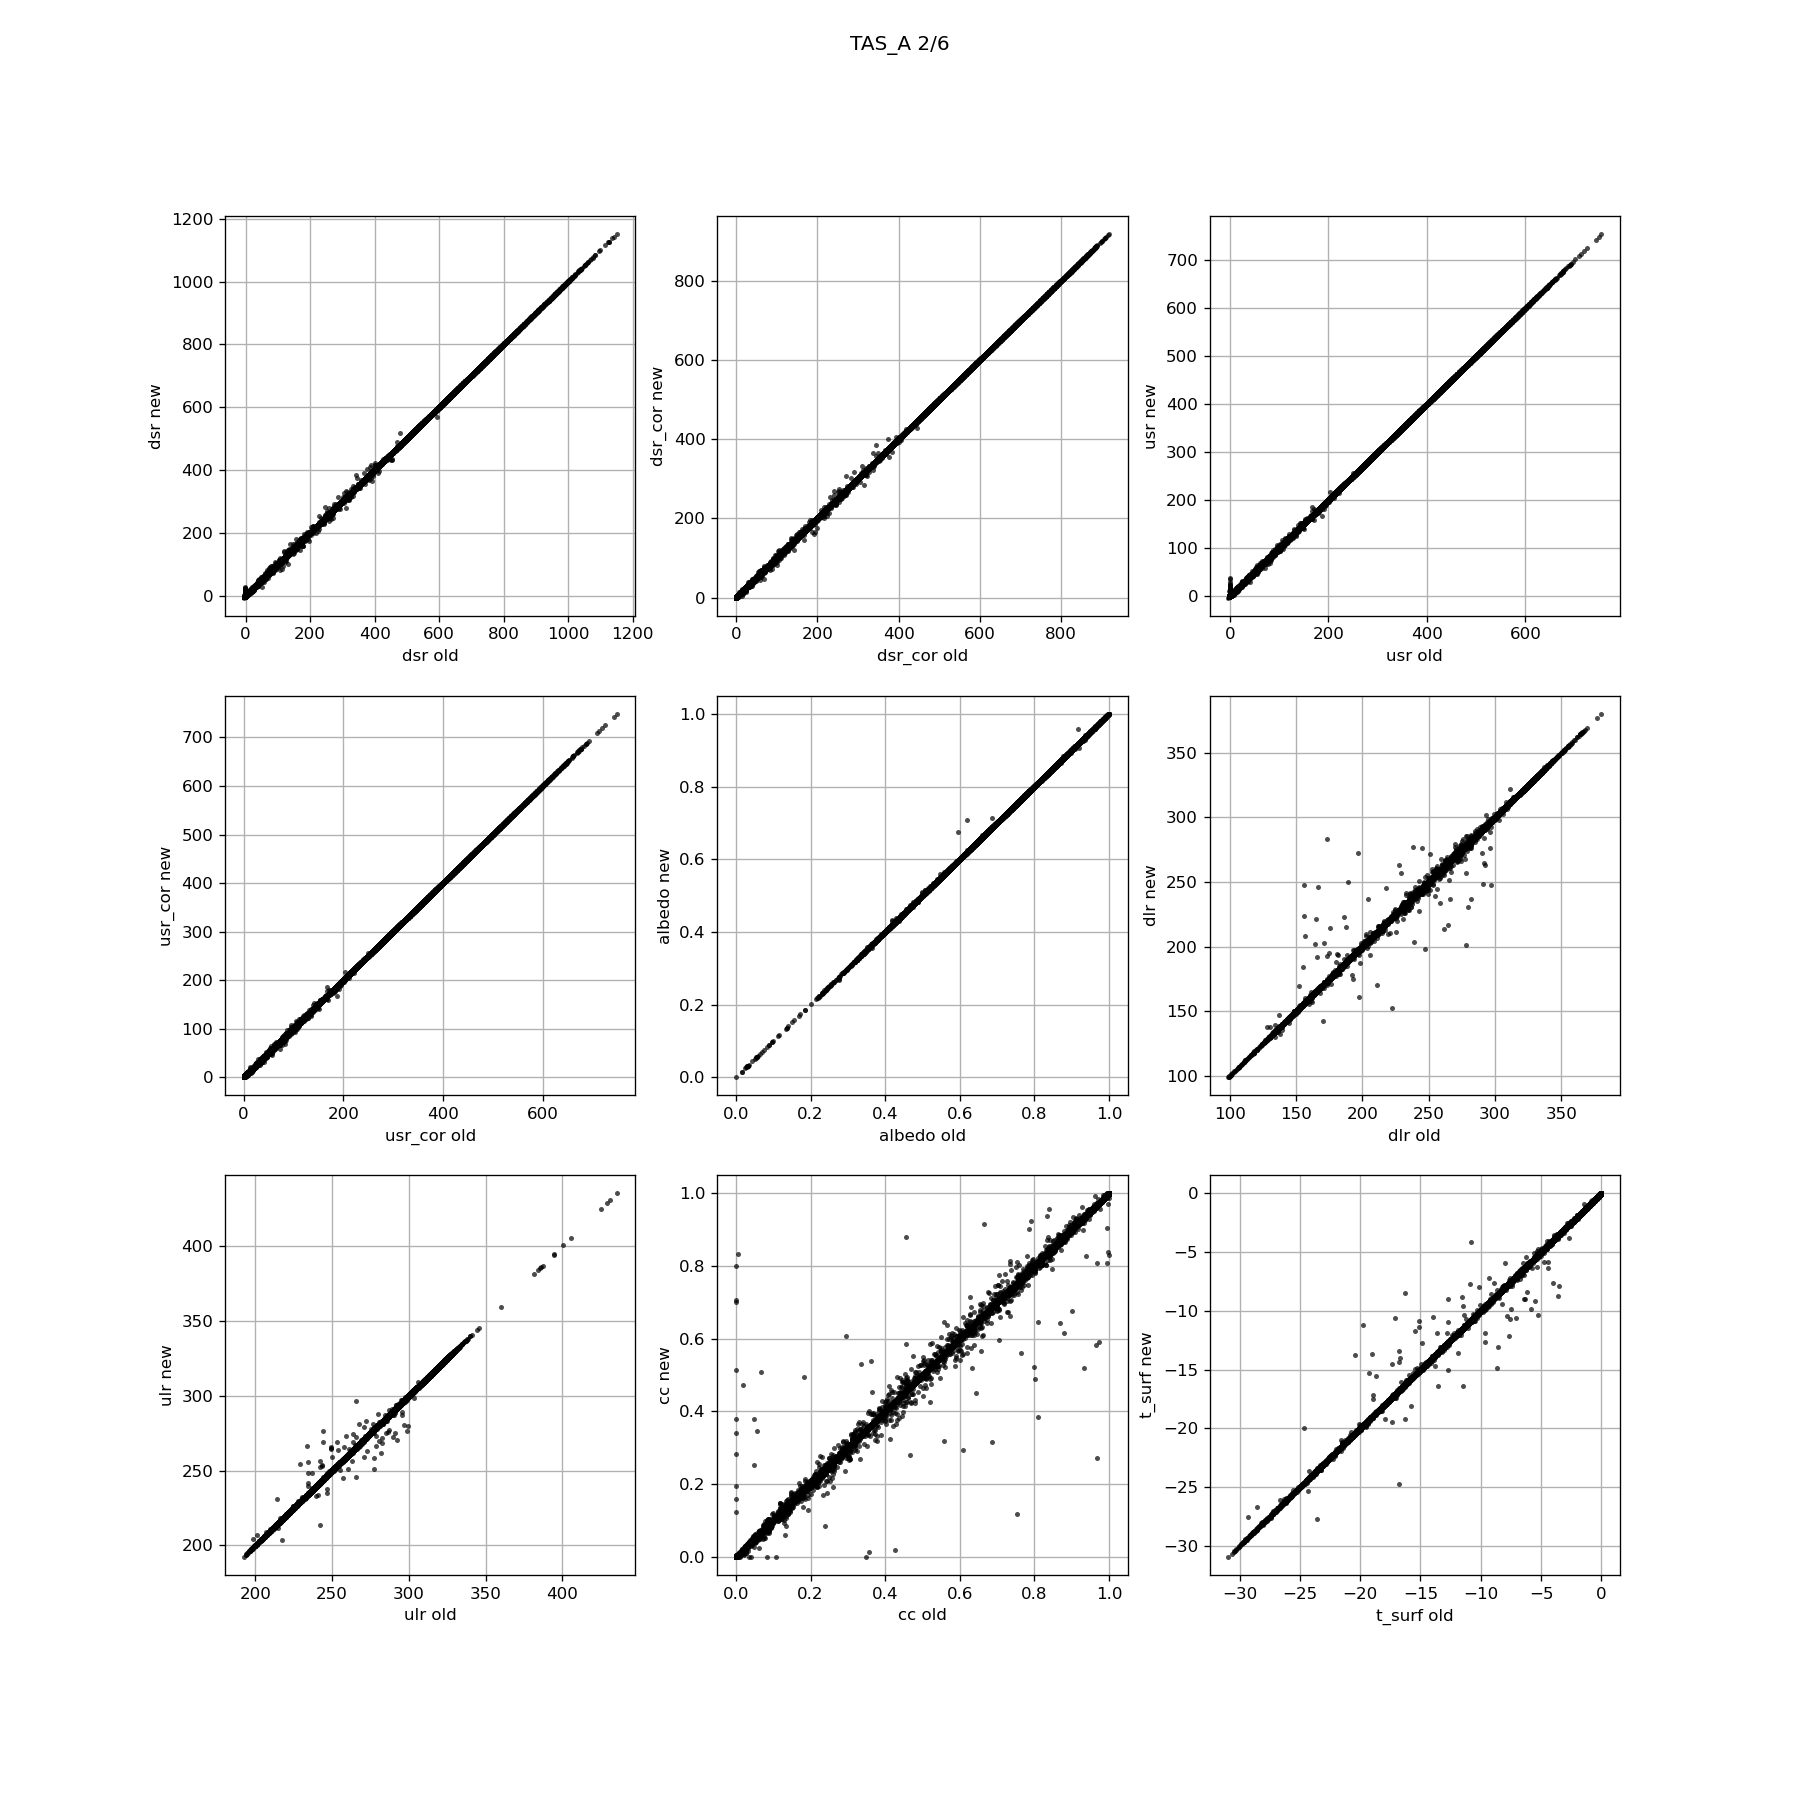 TAS_A 2/6
1200
1000
800
600
400
200
0
dsr new
0 200 400 600 800 1000 1200
dsr old
800
600
400
200
0
dsr_cor new
0 200 400 600 800
dsr_cor old
700
600
500
400
300
200
100
0
usr new
0 200 400 600
usr old
700
600
500
400
300
200
100
0
usr_cor new
0 200 400 600
usr_cor old
1.0
0.8
0.6
0.4
0.2
0.0
albedo new
0.0 0.2 0.4 0.6 0.8 1.0
albedo old
350
300
250
200
150
100
dlr new
100 150 200 250 300 350
dlr old
400
350
300
250
200
ulr new
200 250 300 350 400
ulr old
1.0
0.8
0.6
0.4
0.2
0.0
cc new
0.0 0.2 0.4 0.6 0.8 1.0
cc old
0
−5
−10
−15
−20
−25
−30
t_surf new
−30 −25 −20 −15 −10 −5 0
t_surf old